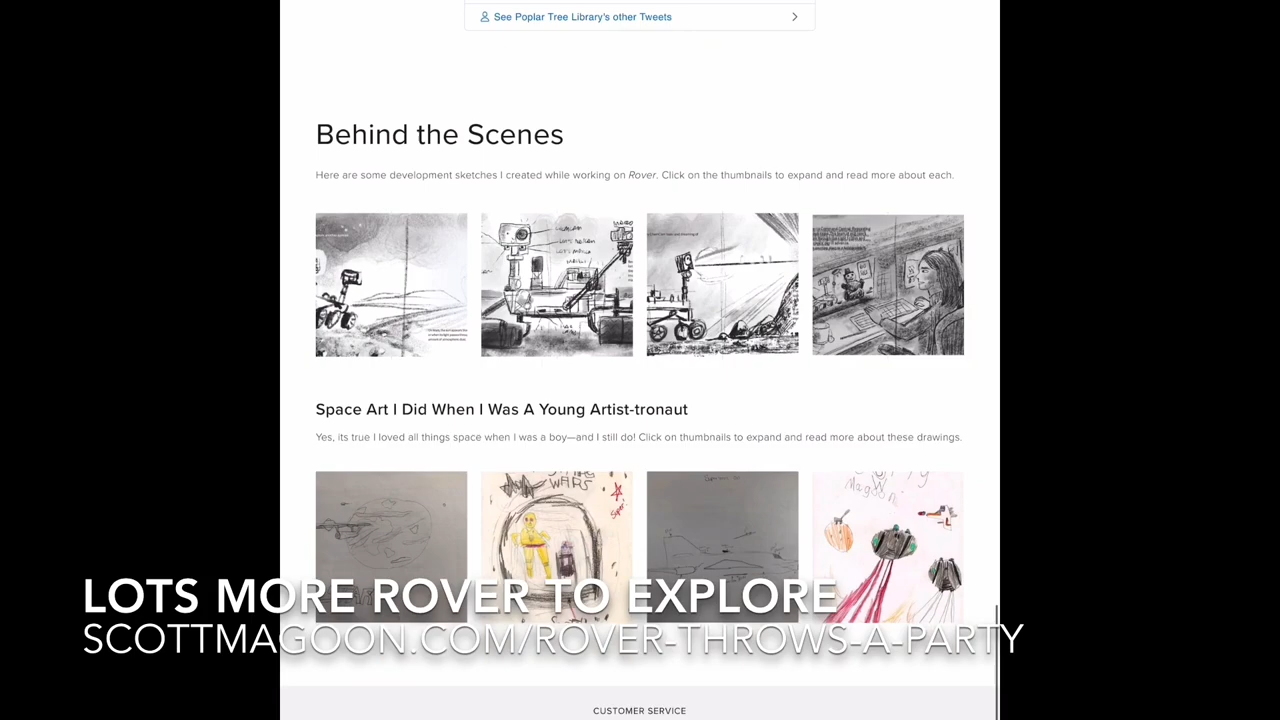 See Poplar Tree Library's other Tweets
Behind the Scenes
Here are some development sketches I created while working on Rover. Click on the thumbnails to expand and read more about each.
Space Art I Did When I Was A Young Artist-tronaut
Yes, its true I loved all things space when I was a boy—and I still do! Click on thumbnails to expand and read more about these drawings.
WARS
Super
Magoon
LOTS MORE ROVER TO EXPLORE
SCOTTMAGOON.COM/ROVER-THROWS-A-PARTY
CUSTOMER SERVICE